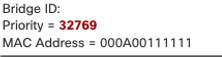 Bridge ID:
Priority = 32769
MAC Address = 000A00111111